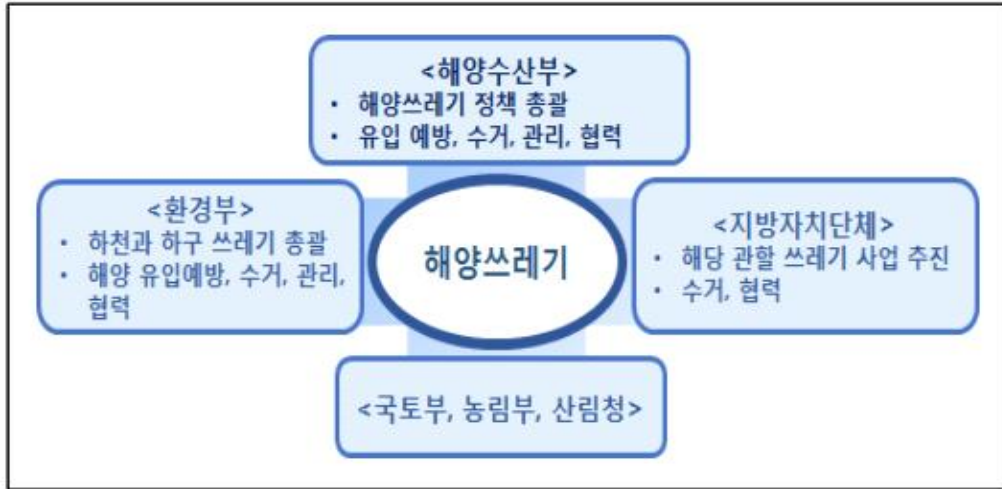 <해양수산부>
• 해양쓰레기 정책 총괄
• 유입 예방, 수거, 관리, 협력
<환경부>
• 하천과 하구 쓰레기 총괄
• 해양 유입예방, 수거, 관리,
협력
해양쓰레기
<지방자치단체>
• 해당 관할 쓰레기 사업 추진
• 수거, 협력
<국토부, 농림부, 산림청>